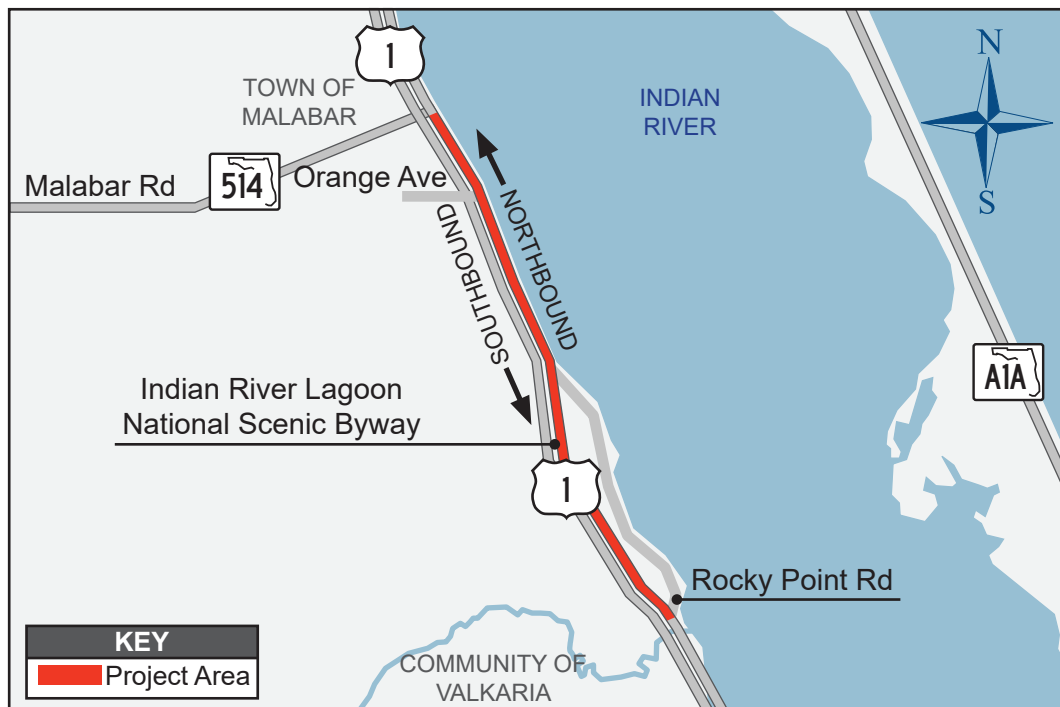 1
TOWN OF
MALABAR
INDIAN
RIVER
N
S
514
Malabar Rd
Orange Ave
NORTHBOUND
SOUTHBOUND
A1A
Indian River Lagoon
National Scenic Byway
1
Rocky Point Rd
KEY
Project Area
COMMUNITY OF
VALKARIA